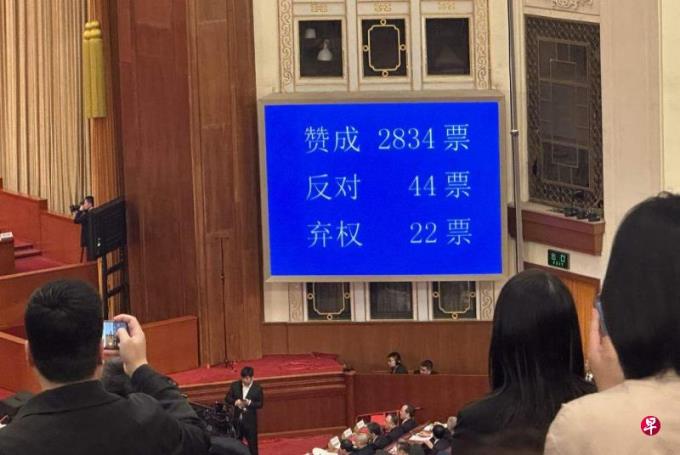 赞成 2834 票
反对 44 票
弃权 22 票
早